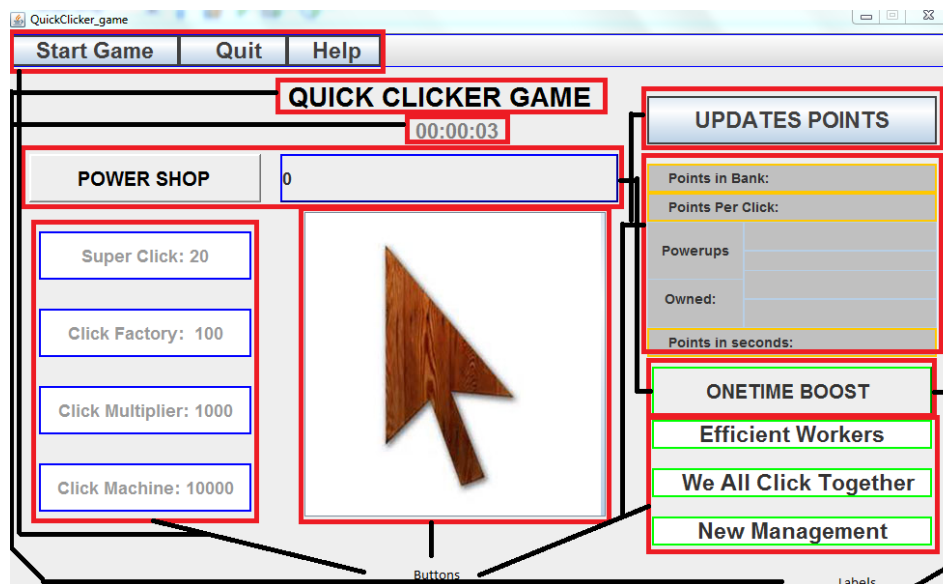 QuickClicker_game
Start Game Quit Help
QUICK CLICKER GAME
00:00:03
UPDATES POINTS
POWER SHOP 0
Points in Bank:
Points Per Click:
Super Click: 20
Powerups
Owned:
Click Factory: 100
Points in seconds:
ONETIME BOOST
Click Multiplier: 1000
Efficient Workers
We All Click Together
Click Machine: 10000
New Management
Buttons
Labels